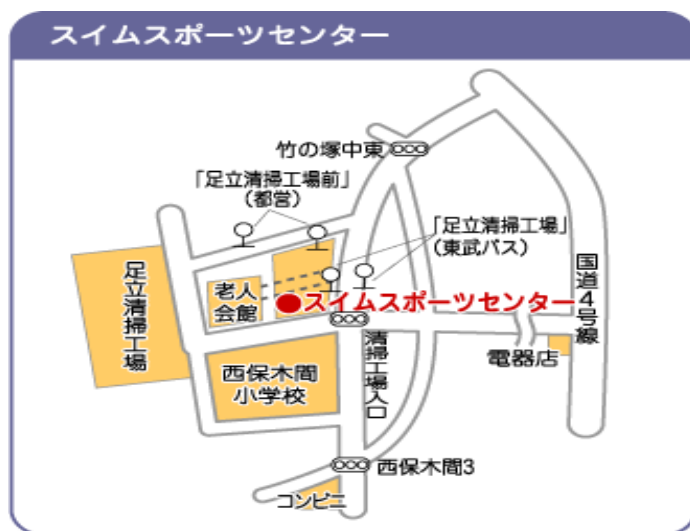 スイムスポーツセンター
竹の塚中東
「足立清掃工場前」
（都営）
「足立清掃工場」
（東武バス）
足立清掃工場
老人
会館
スイムスポーツセンター
国道4号線
清掃工場入口
電器店
西保木間
小学校
西保木間3
コンビニ